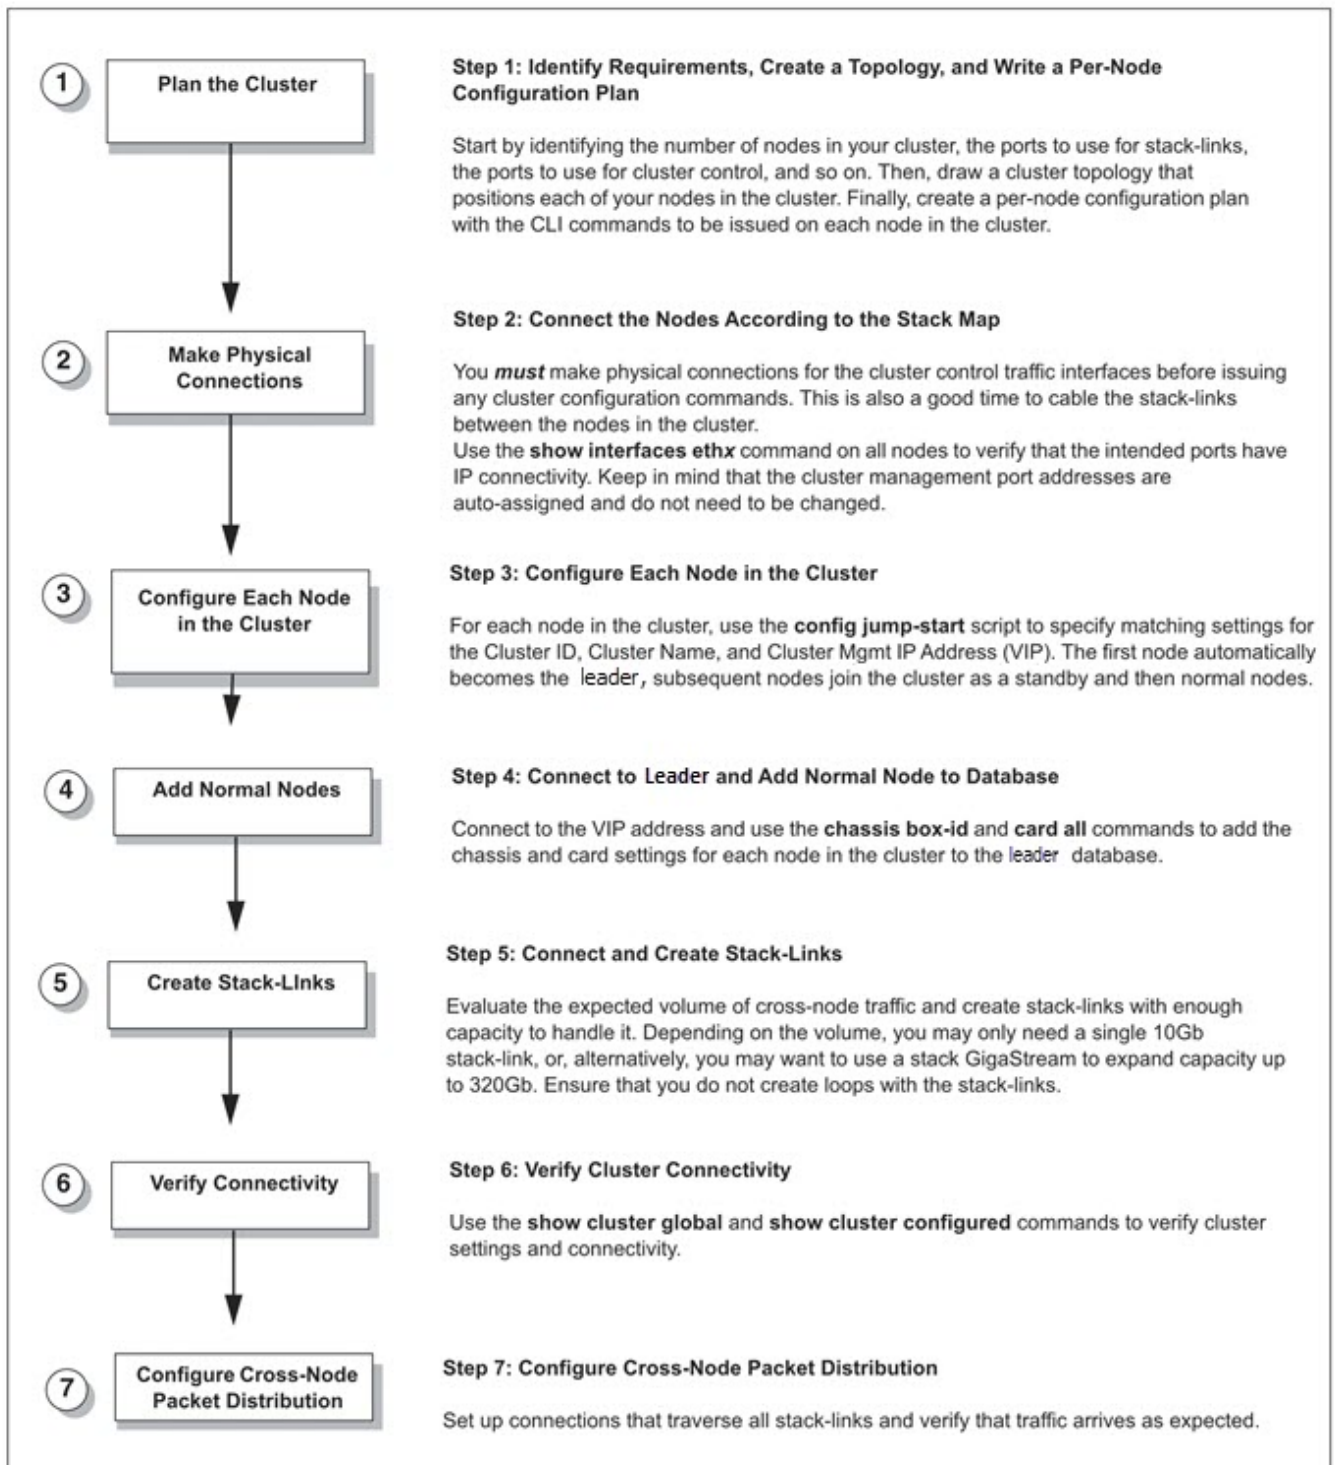 1
Plan the Cluster
Step 1: Identify Requirements, Create a Topology, and Write a Per-Node
Configuration Plan
Start by identifying the number of nodes in your cluster, the ports to use for stack-links,
the ports to use for cluster control, and so on. Then, draw a cluster topology that
positions each of your nodes in the cluster. Finally, create a per-node configuration plan
with the CLI commands to be issued on each node in the cluster.
2
Make Physical
Connections
Step 2: Connect the Nodes According to the Stack Map
You must make physical connections for the cluster control traffic interfaces before issuing
any cluster configuration commands. This is also a good time to cable the stack-links
between the nodes in the cluster.
Use the show interfaces ethx command on all nodes to verify that the intended ports have
IP connectivity. Keep in mind that the cluster management port addresses are
auto-assigned and do not need to be changed.
3
Configure Each Node
in the Cluster
Step 3: Configure Each Node in the Cluster
For each node in the cluster, use the config jump-start script to specify matching settings for
the Cluster ID, Cluster Name, and Cluster Mgmt IP Address (VIP). The first node automatically
becomes the leader, subsequent nodes join the cluster as a standby and then normal nodes.
4
Add Normal Nodes
Step 4: Connect to Leader and Add Normal Node to Database
Connect to the VIP address and use the chassis box-id and card all commands to add the
chassis and card settings for each node in the cluster to the leader database.
5
Create Stack-LInks
Step 5: Connect and Create Stack-Links
Evaluate the expected volume of cross-node traffic and create stack-links with enough
capacity to handle it. Depending on the volume, you may only need a single 10Gb
stack-link, or, alternatively, you may want to use a stack GigaStream to expand capacity up
to 320Gb. Ensure that you do not create loops with the stack-links.
6
Verify Connectivity
Step 6: Verify Cluster Connectivity
Use the show cluster global and show cluster configured commands to verify cluster
settings and connectivity.
7
Configure Cross-Node
Packet Distribution
Step 7: Configure Cross-Node Packet Distribution
Set up connections that traverse all stack-links and verify that traffic arrives as expected.